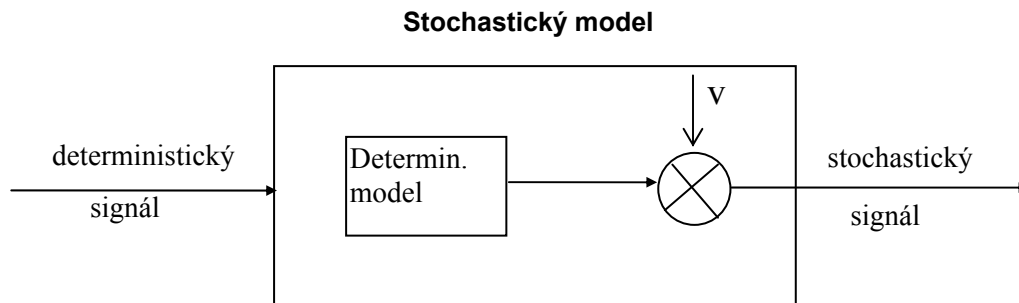 Stochastický model
v
deterministický
signál
Determin.
model
stochastický
signál